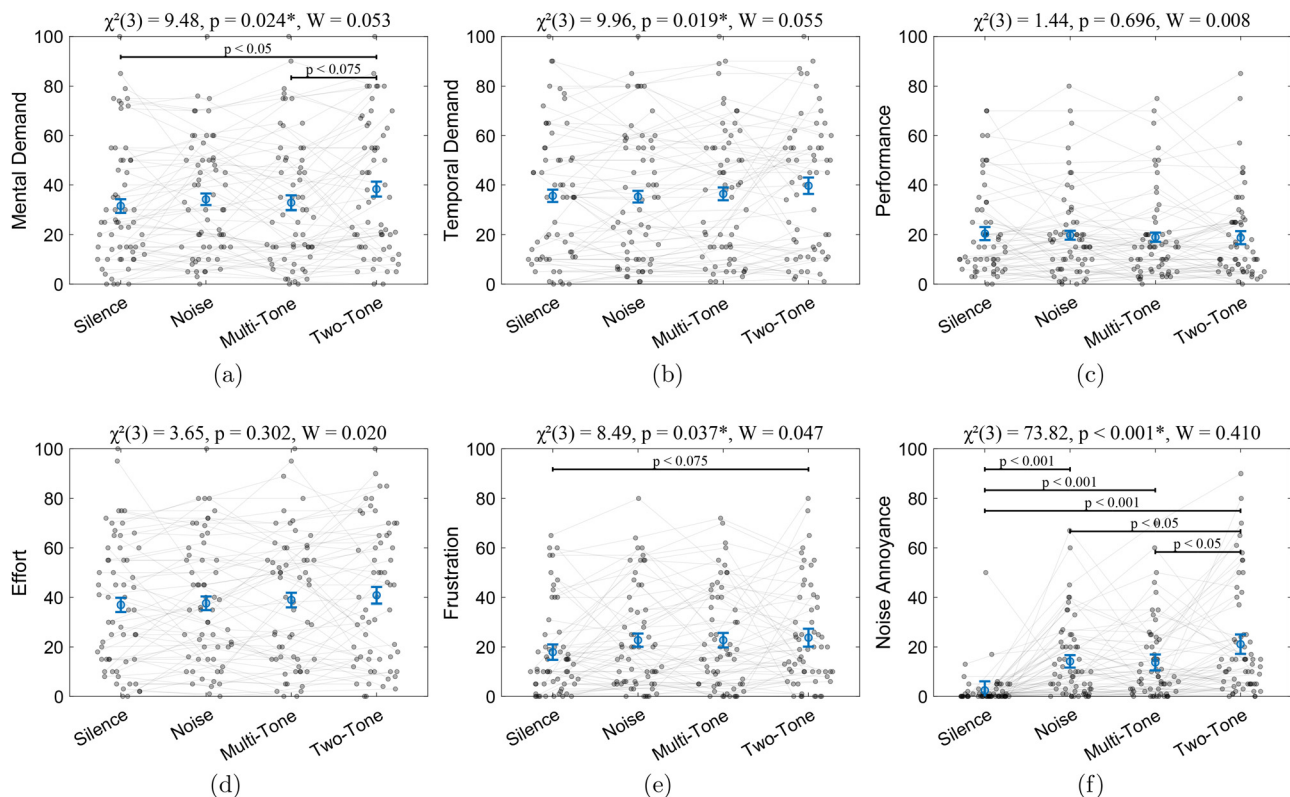 χ²(3) = 9.48, p = 0.024*, W = 0.053
p < 0.05
p < 0.075
Mental Demand
100
80
60
40
20
0
Silence
Noise
Multi-Tone
Two-Tone
(a)
χ²(3) = 9.96, p = 0.019*, W = 0.055
Temporal Demand
100
80
60
40
20
0
Silence
Noise
Multi-Tone
Two-Tone
(b)
χ²(3) = 1.44, p = 0.696, W = 0.008
Performance
100
80
60
40
20
0
Silence
Noise
Multi-Tone
Two-Tone
(c)
χ²(3) = 3.65, p = 0.302, W = 0.020
Effort
100
80
60
40
20
0
Silence
Noise
Multi-Tone
Two-Tone
(d)
χ²(3) = 8.49, p = 0.037*, W = 0.047
p < 0.075
Frustration
100
80
60
40
20
0
Silence
Noise
Multi-Tone
Two-Tone
(e)
χ²(3) = 73.82, p < 0.001*, W = 0.410
p < 0.001
p < 0.001
p < 0.001
p < 0.05
p < 0.05
Noise Annoyance
100
80
60
40
20
0
Silence
Noise
Multi-Tone
Two-Tone
(f)